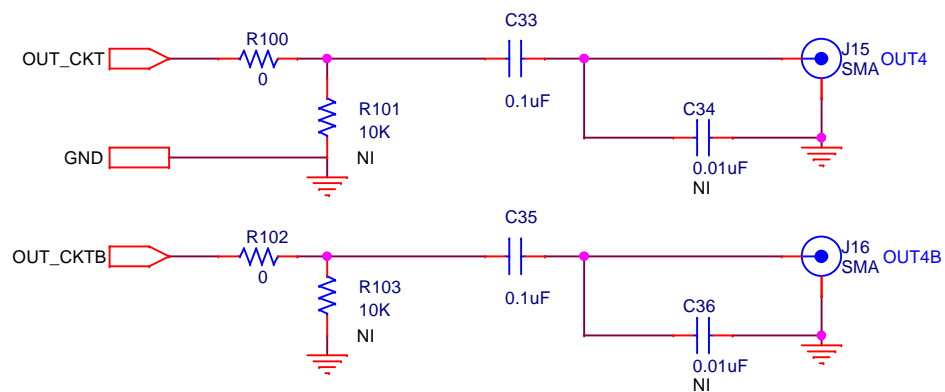 R100
0
OUT_CKT
C33
0.1uF
J15
SMA
OUT4
R101
10K
NI
C34
0.01uF
NI
GND
R102
0
OUT_CKTB
C35
0.1uF
J16
SMA
OUT4B
R103
10K
NI
C36
0.01uF
NI